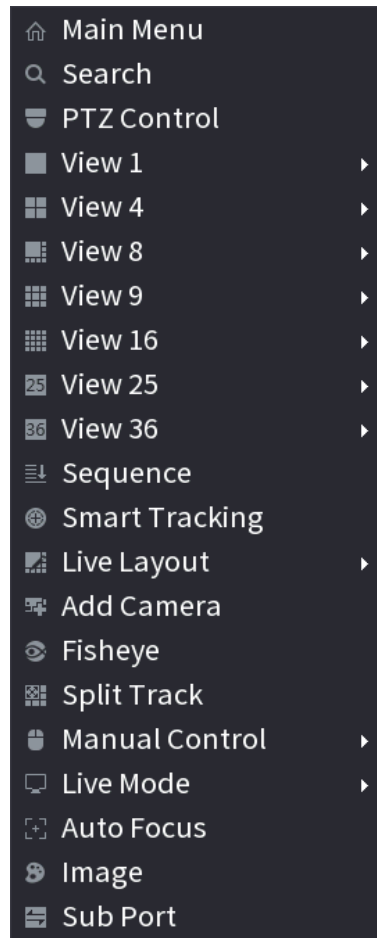 Main Menu
Search
PTZ Control
View 1
View 4
View 8
View 9
View 16
25 View 25
36 View 36
Sequence
Smart Tracking
Live Layout
Add Camera
Fisheye
Split Track
Manual Control
Live Mode
Auto Focus
Image
Sub Port